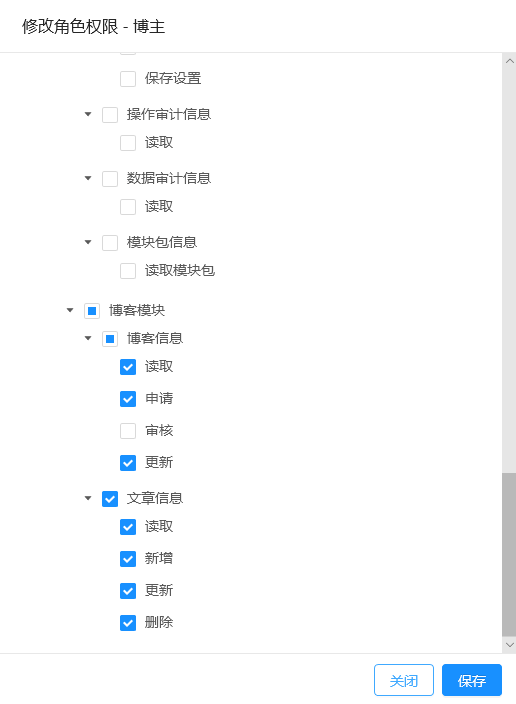 修改角色权限 - 博主
保存设置
操作审计信息
读取
数据审计信息
读取
模块包信息
读取模块包
博客模块
博客信息
读取
申请
审核
更新
文章信息
读取
新增
更新
删除
关闭
保存